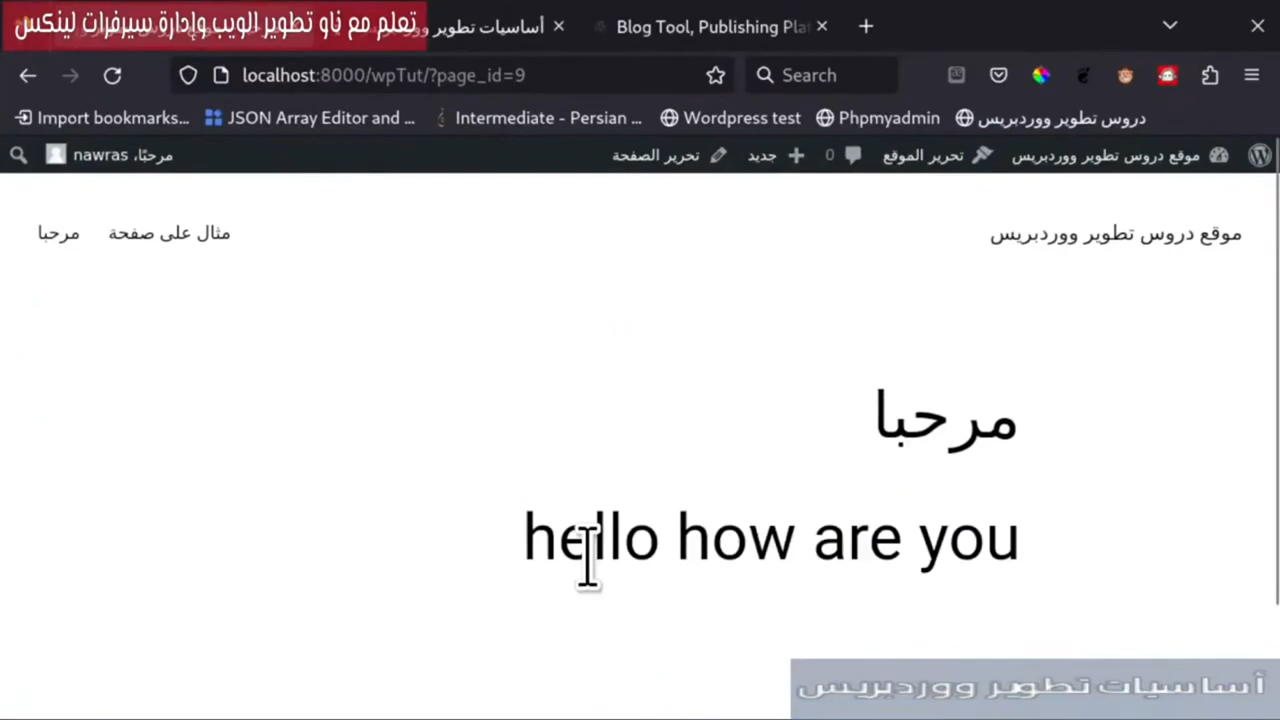 تعلم مع ناو تطوير الويب وإدارة سيرفرات لينكس
أساسيات تطوير وورد
Blog Tool, Publishing Pla
localhost:8000/wpTut/?page_id=9
Search
Import bookmarks...
JSON Array Editor and ...
Intermediate - Persian ...
Wordpress test
Phpmyadmin
دروس تطوير ووردبريس
موقع دروس تطوير ووردبريس
تحرير الموقع
0
جديد
تحرير الصفحة
مرحبًا، nawras
موقع دروس تطوير ووردبريس
مثال على صفحة
مرحبا
مرحبا
hello how are you
أساسيات تطوير ووردبريس